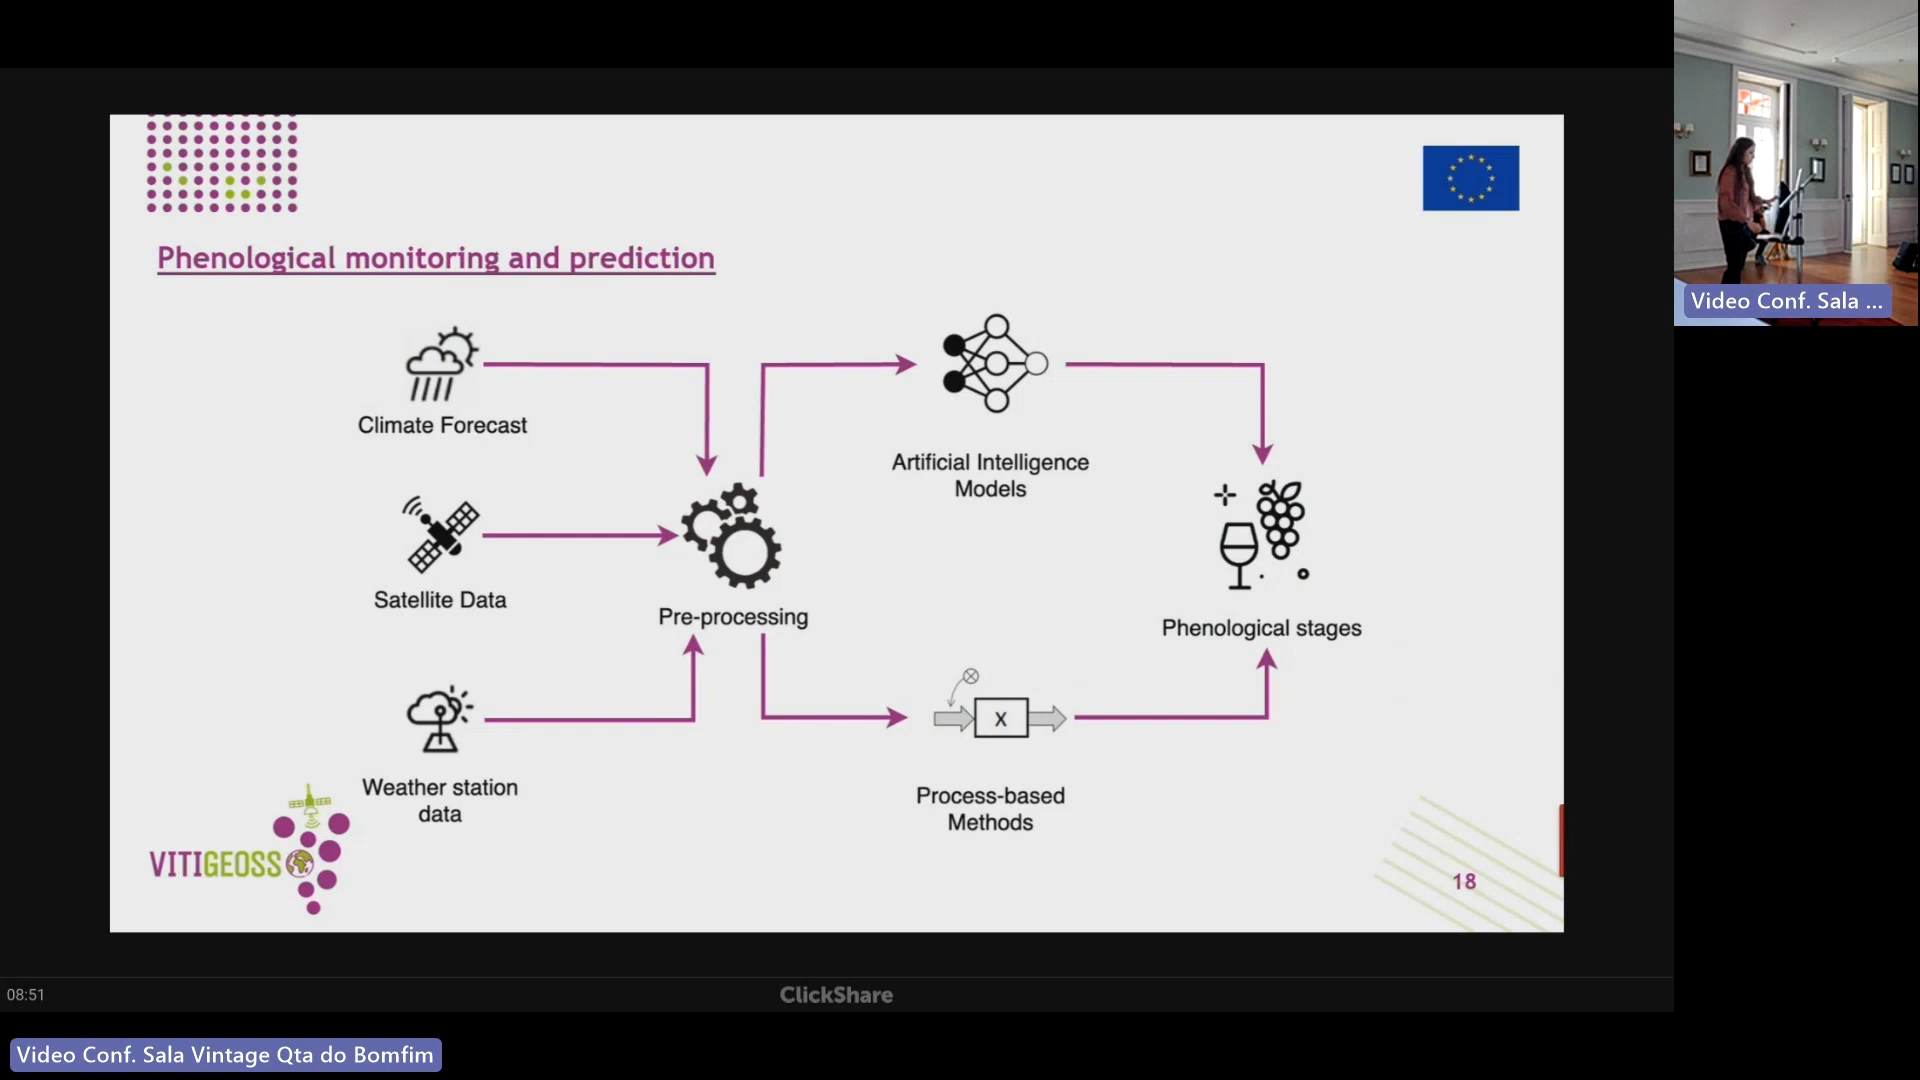 Phenological monitoring and prediction
Climate Forecast
Satellite Data
Weather station
data
Pre-processing
Artificial Intelligence
Models
X
Process-based
Methods
Phenological stages
VITIGEOSS
18
08:51
ClickShare
Video Conf. Sala Vintage Qta do Bomfim
Video Conf. Sala ...